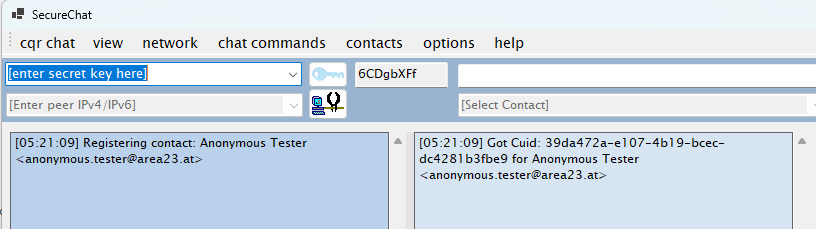 SecureChat
cqr chat view network chat commands contacts options help
[enter secret key here] 6CDgbXFf
[Enter peer IPv4/IPv6] [Select Contact]
[05:21:09] Registering contact: Anonymous Tester
<anonymous.tester@area23.at>
[05:21:09] Got Cuid: 39da472a-e107-4b19-bcec-
dc4281b3fbe9 for Anonymous Tester
<anonymous.tester@area23.at>